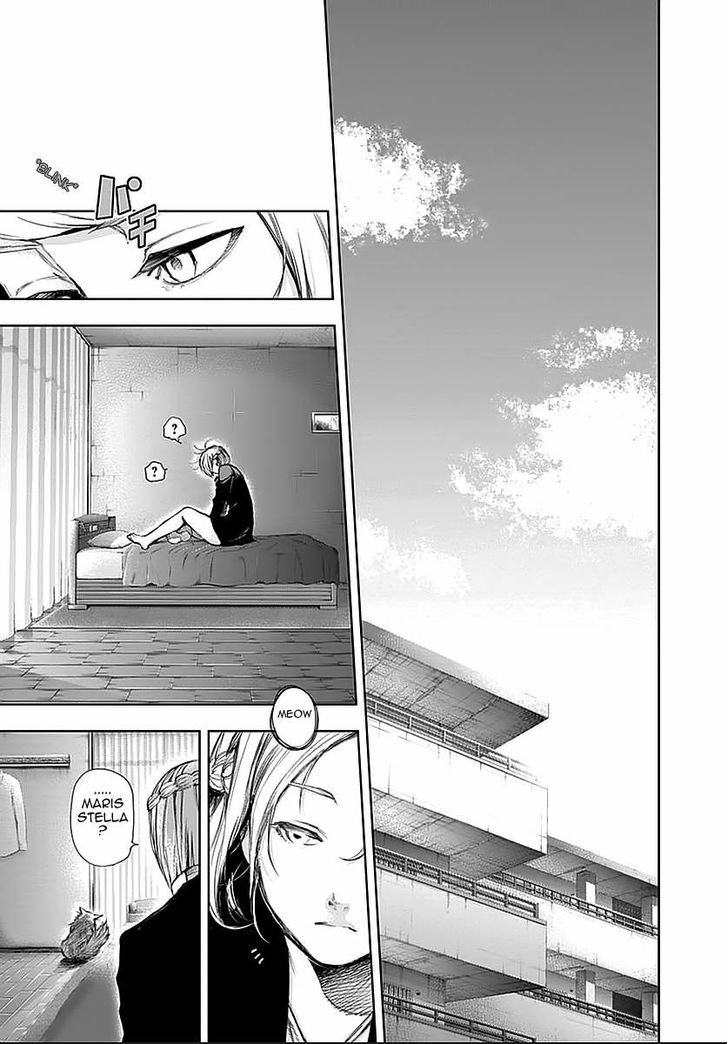 "BLINK"
パチ
?
?
MEOW
.....
MARIS
STELLA
?